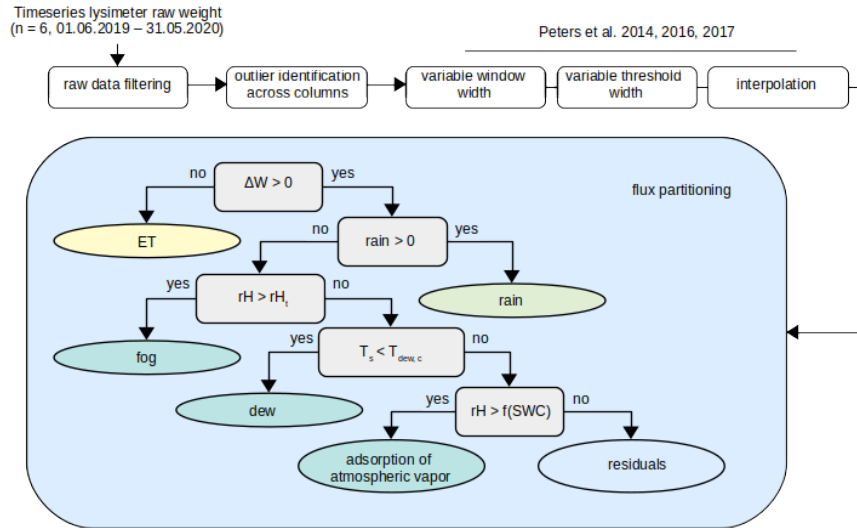 Timeseries lysimeter raw weight
(n = 6, 01.06.2019 – 31.05.2020)
Peters et al. 2014, 2016, 2017
raw data filtering
outlier identification
across columns
variable window
width
variable threshold
width
interpolation
flux partitioning
no
ΔW > 0
yes
ET
no
rain > 0
yes
yes
rH > rHt
no
rain
fog
yes
Ts < Tdew, c
no
dew
yes
rH > f(SWC)
no
adsorption of
atmospheric vapor
residuals